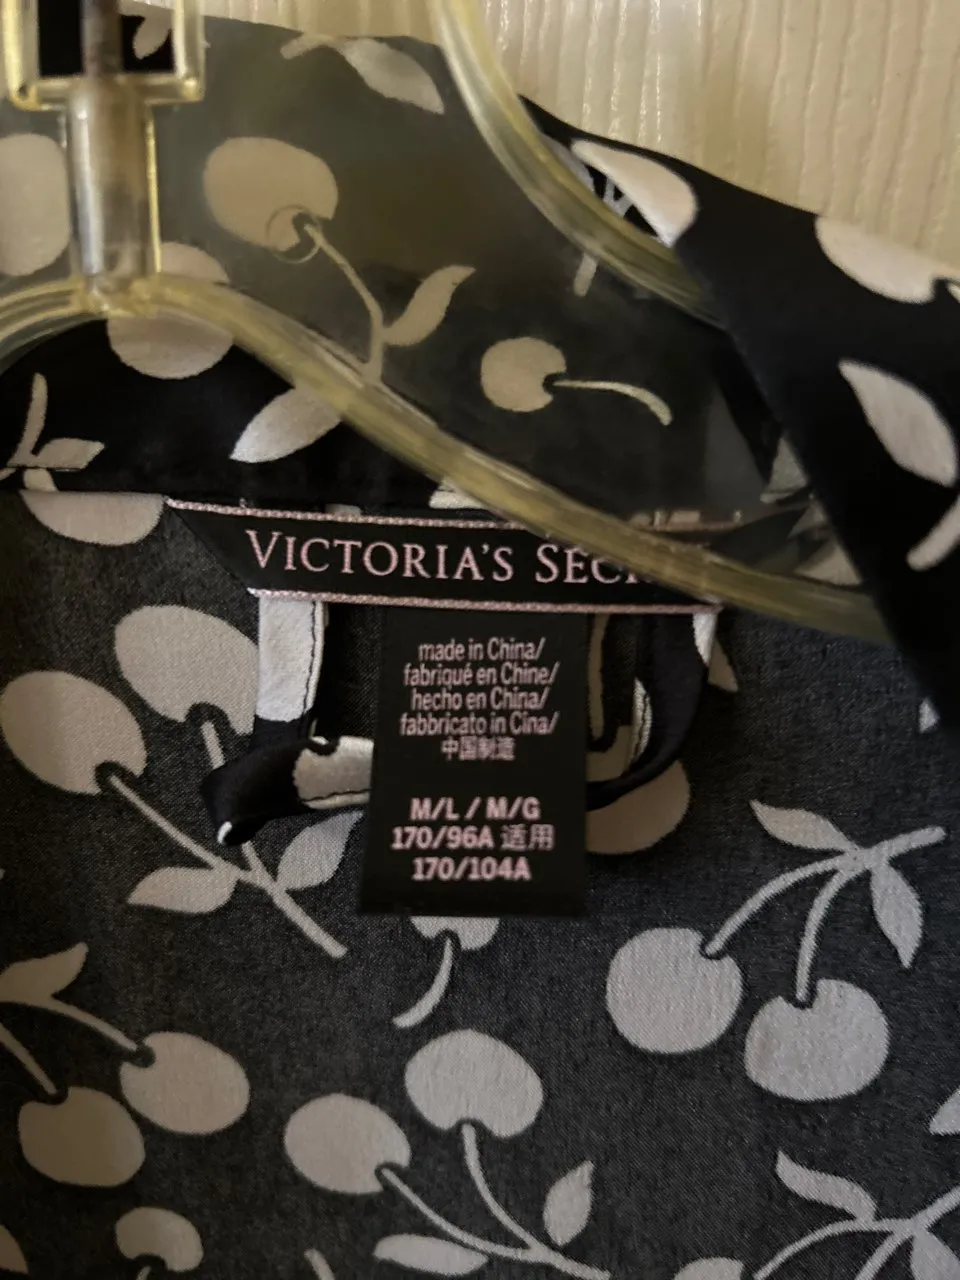 VICTORIA'S SEC
made in China/
fabriqué en Chine/
hecho en China/
fabbricato in Cina/
中国制造
M/L / M/G
170/96A 适用
170/104A